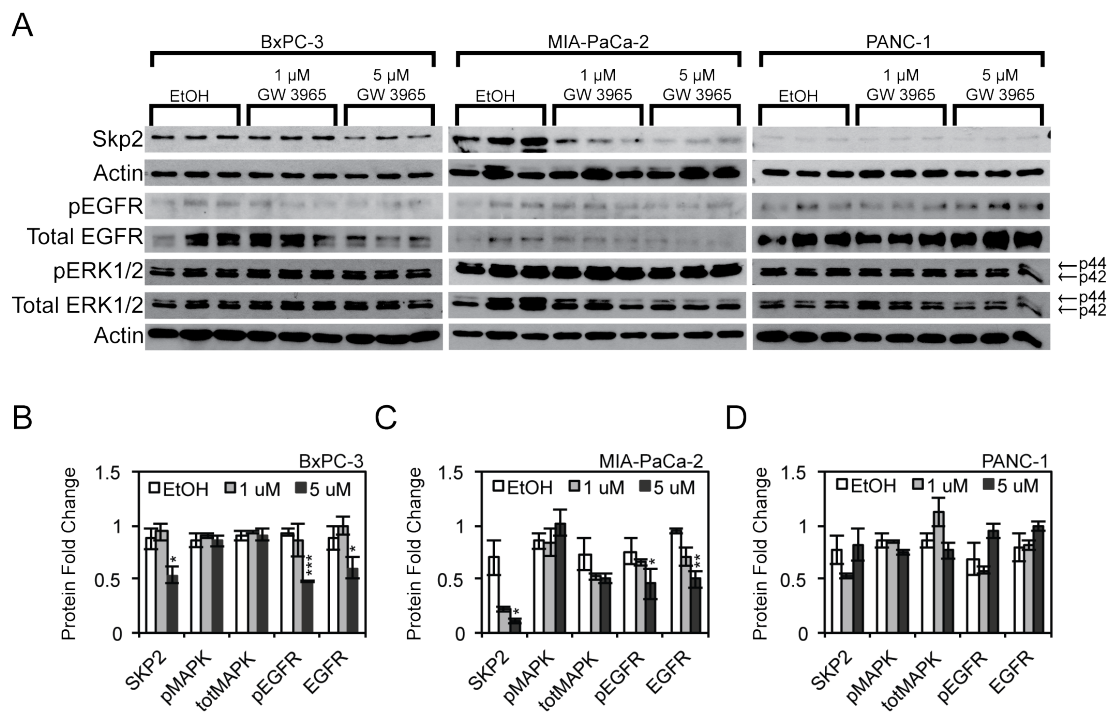 A
BxPC-3 MIA-PaCa-2 PANC-1
1 µM 5 µM 1 µM 5 µM 1 µM 5 µM
EtOH GW 3965 GW 3965 EtOH GW 3965 GW 3965 EtOH GW 3965 GW 3965
Skp2
Actin
pEGFR
Total EGFR
pERK1/2 ←p44
←p42
Total ERK1/2 ←p44
←p42
Actin
B
BxPC-3
Protein Fold Change
EtOH 1 uM 5 uM
1.5
1
0.5
0
* *** *
SKP2 pMAPK totMAPK pEGFR EGFR
C
MIA-PaCa-2
Protein Fold Change
EtOH 1 uM 5 uM
1.5
1
0.5
0
* * **
SKP2 pMAPK totMAPK pEGFR EGFR
D
PANC-1
Protein Fold Change
EtOH 1 uM 5 uM
1.5
1
0.5
0
SKP2 pMAPK totMAPK pEGFR EGFR